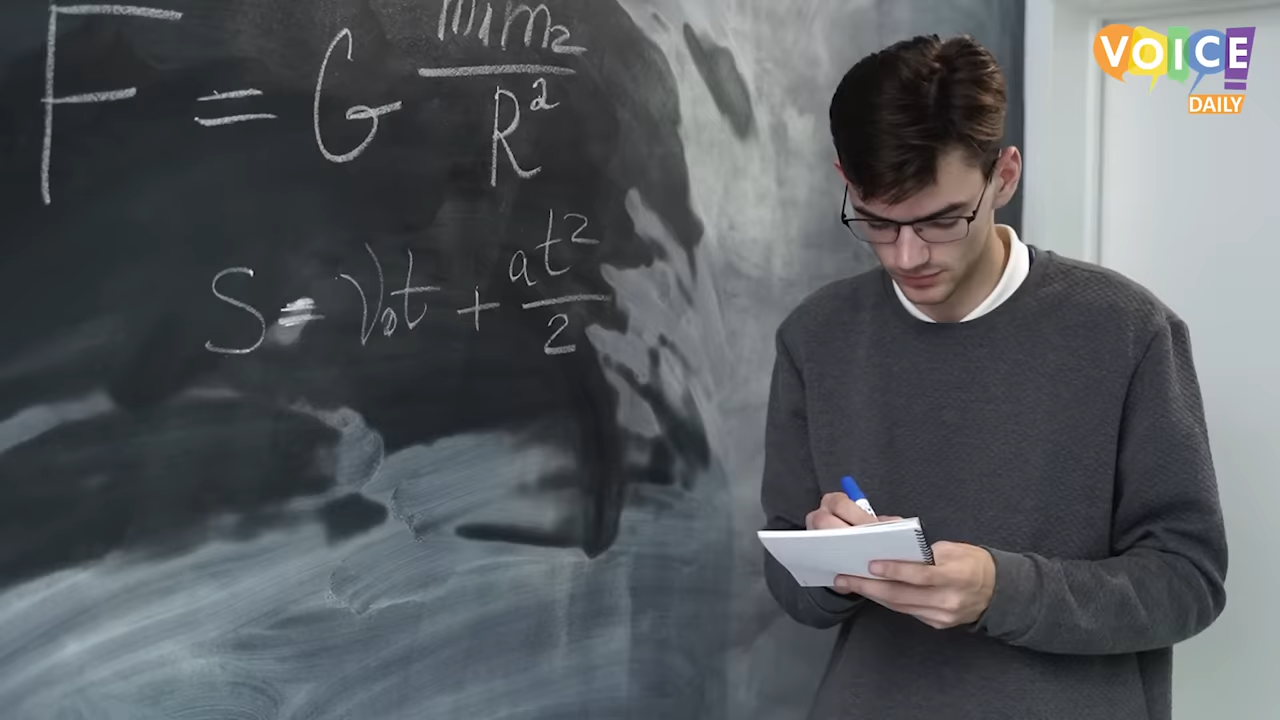 F = G m₁m₂/R²
S = V₀t + at²/2
VOICE!
DAILY